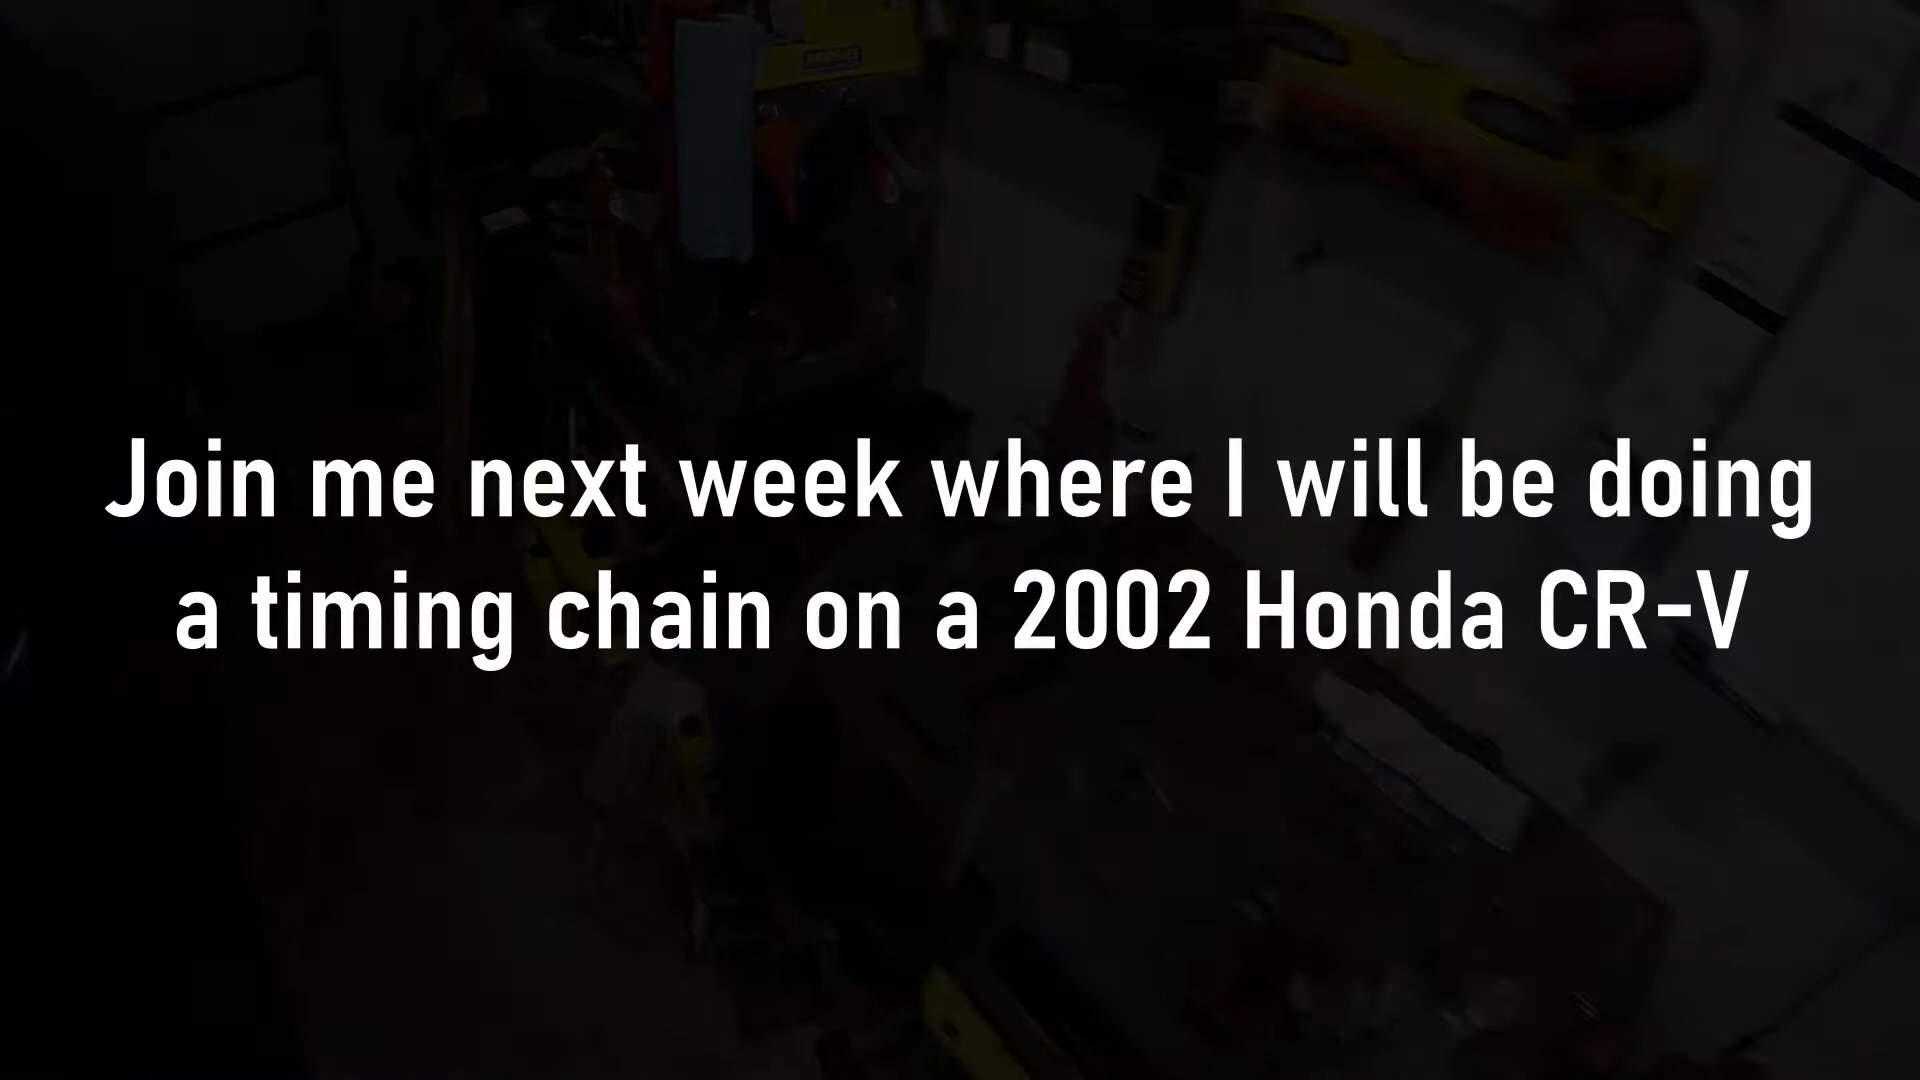 Join me next week where I will be doing
a timing chain on a 2002 Honda CR-V